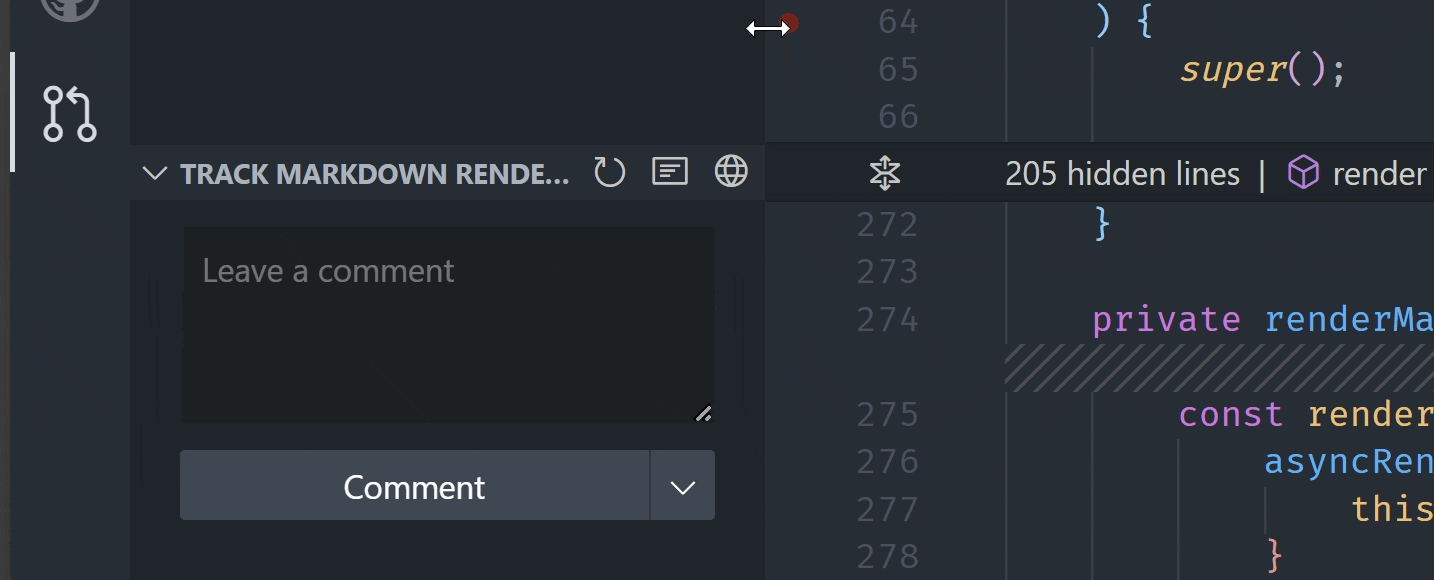 TRACK MARKDOWN RENDE...
Leave a comment
Comment
64 ) {
65 super();
66
205 hidden lines | render
272 }
273
274 private renderMa
275 const render
276 asyncRen
277 this
278 }